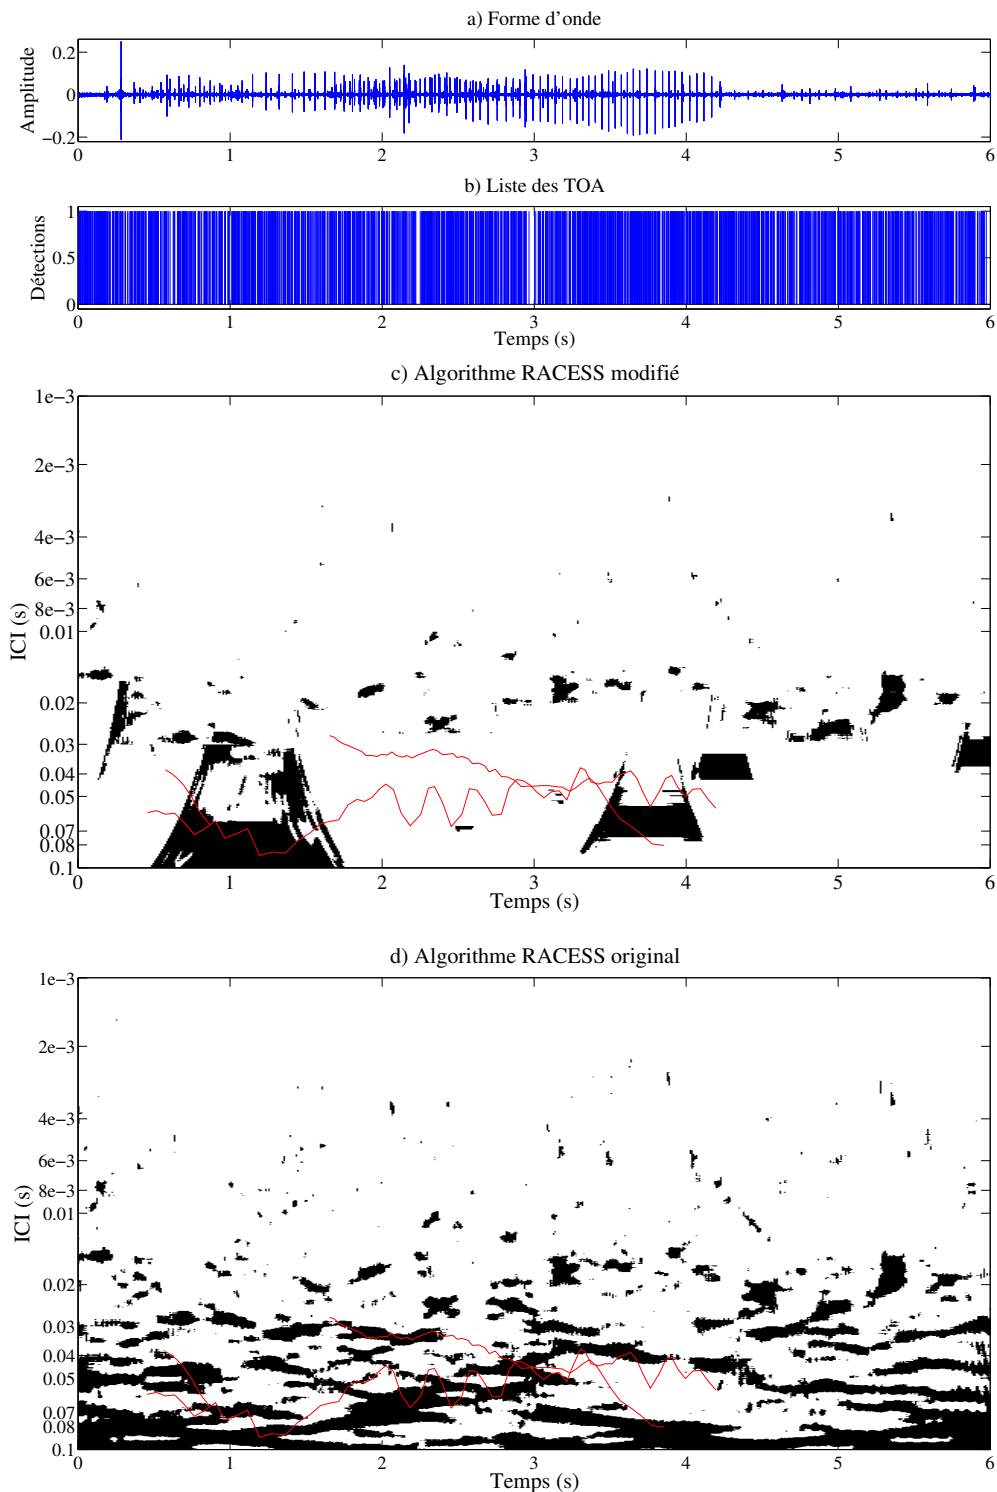 a) Forme d'onde
Amplitude
0.2
0
−0.2
0 1 2 3 4 5 6
b) Liste des TOA
Détections
1
0.5
0
0 1 2 3 4 5 6
Temps (s)
c) Algorithme RACESS modifié
ICI (s)
1e−3
2e−3
4e−3
6e−3
8e−3
0.01
0.02
0.03
0.04
0.05
0.07
0.08
0.1
0 1 2 3 4 5 6
Temps (s)
d) Algorithme RACESS original
ICI (s)
1e−3
2e−3
4e−3
6e−3
8e−3
0.01
0.02
0.03
0.04
0.05
0.07
0.08
0.1
0 1 2 3 4 5 6
Temps (s)